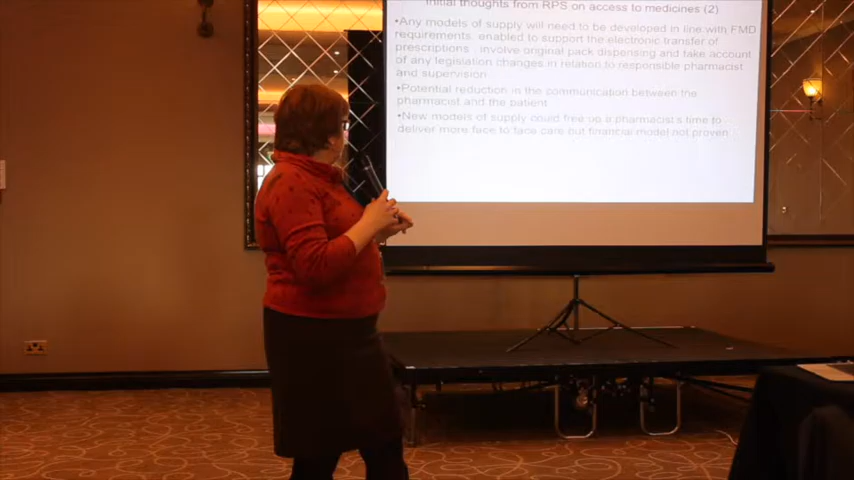 Initial thoughts from RPS on access to medicines (2)
•Any models of supply will need to be developed in line with FMD
requirements, enabled to support the electronic transfer of
prescriptions, involve original pack dispensing and take account
of any legislation changes in relation to responsible pharmacist
and supervision.
•Potential reduction in the communication between the
pharmacist and the patient
•New models of supply could free up a pharmacist's time to
deliver more face to face care but financial model is not proven